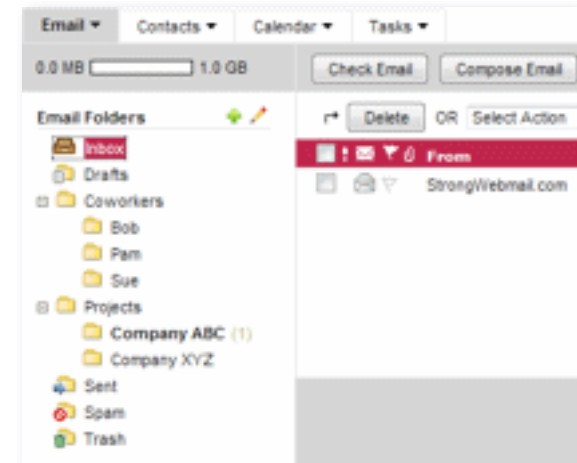 Email Contacts Calendar Tasks
0.0 MB 1.0 GB Check Email Compose Email
Email Folders
Delete OR Select Action
Inbox
From
Drafts
StrongWebmail.com
Coworkers
Bob
Pam
Sue
Projects
Company ABC (1)
Company XYZ
Sent
Spam
Trash